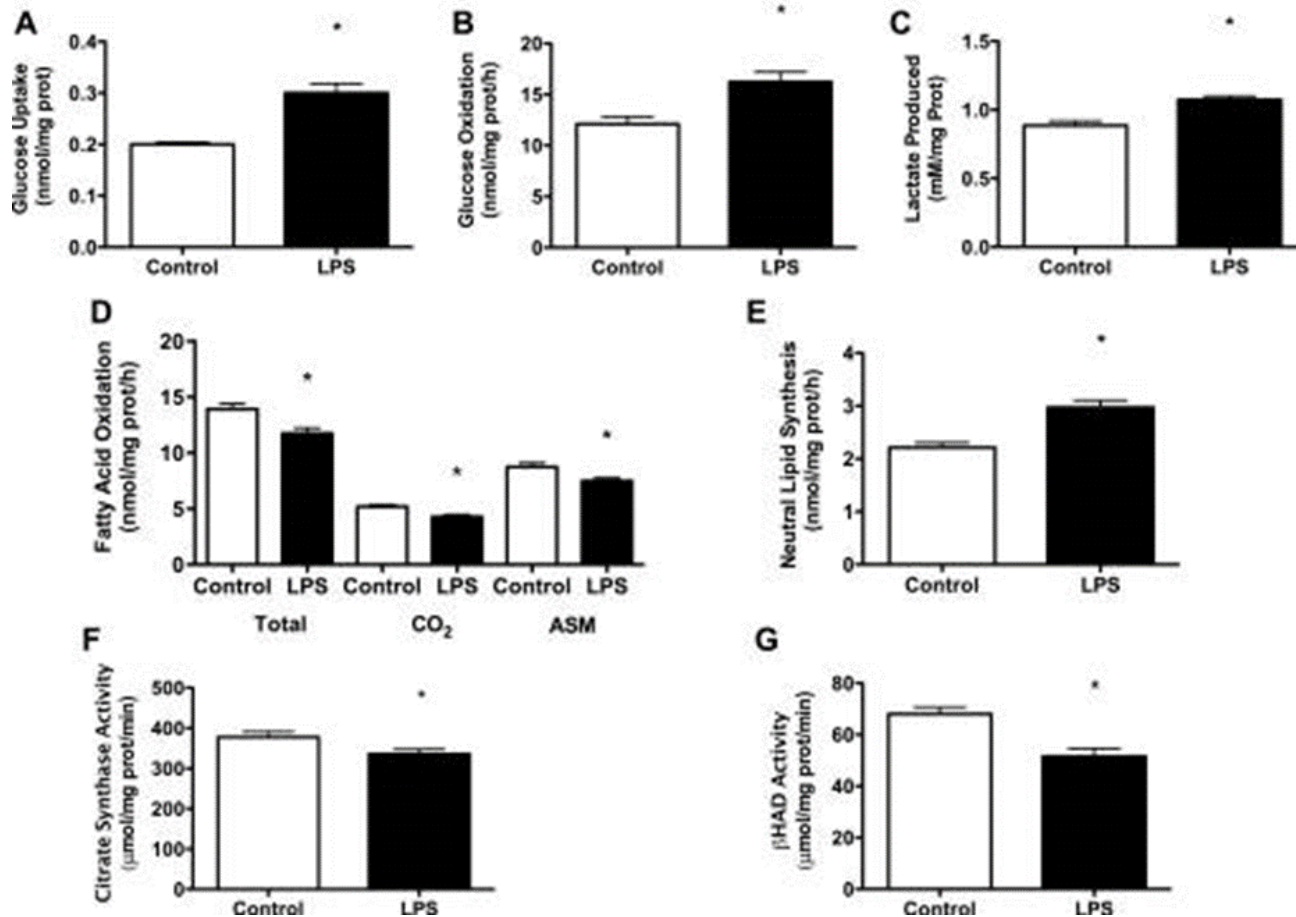 A
Glucose Uptake
(nmol/mg prot)
0.4
0.3
0.2
0.1
0.0
*
Control LPS
B
Glucose Oxidation
(nmol/mg prot/h)
20
15
10
5
0
*
Control LPS
C
Lactate Produced
(mM/mg Prot)
1.5
1.0
0.5
0.0
*
Control LPS
D
Fatty Acid Oxidation
(nmol/mg prot/h)
20
15
10
5
0
* * *
Control LPS Control LPS Control LPS
Total CO₂ ASM
E
Neutral Lipid Synthesis
(nmol/mg prot/h)
4
3
2
1
0
*
Control LPS
F
Citrate Synthase Activity
(μmol/mg prot/min)
500
400
300
200
100
0
*
Control LPS
G
βHAD Activity
(μmol/mg prot/min)
80
60
40
20
0
*
Control LPS